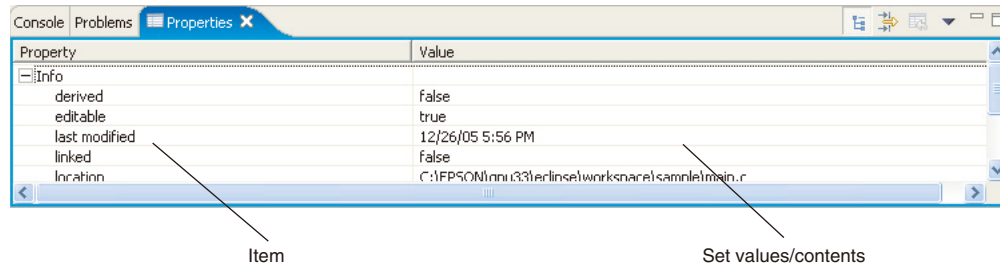 Console Problems Properties
Property Value
Info
derived false
editable true
last modified 12/26/05 5:56 PM
linked false
location C:\EPSON\gnu33\eclipse\workspace\sample\main.c
Item Set values/contents